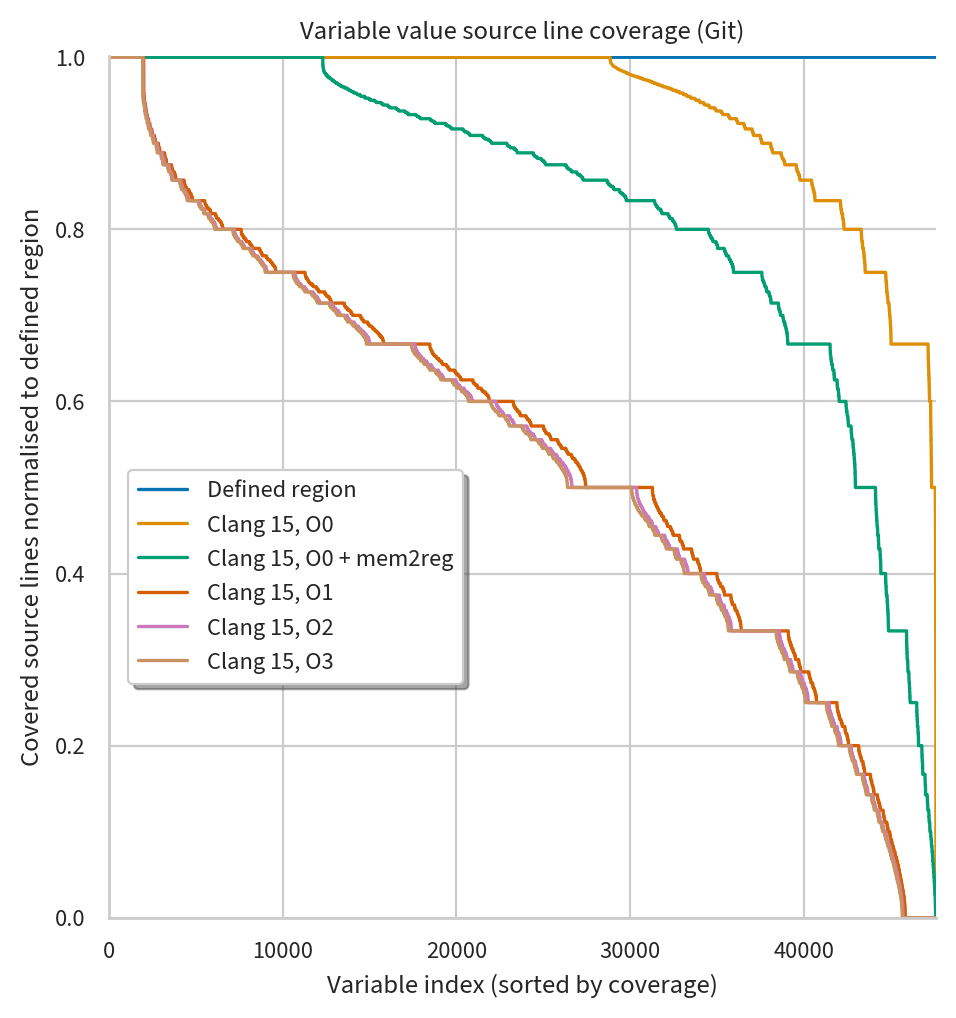 Variable value source line coverage (Git)
Covered source lines normalised to defined region
1.0
0.8
0.6
0.4
0.2
0.0
Defined region
Clang 15, O0
Clang 15, O0 + mem2reg
Clang 15, O1
Clang 15, O2
Clang 15, O3
0 10000 20000 30000 40000
Variable index (sorted by coverage)